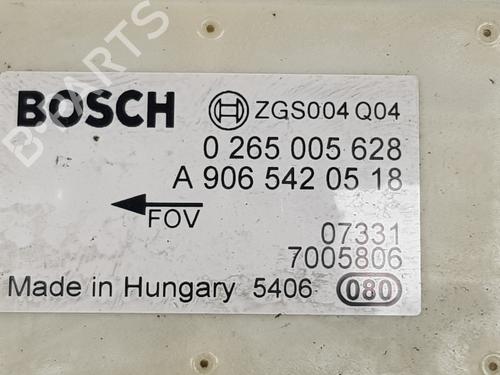 BOSCH ZGS004 Q04
0 265 005 628
A 906 542 05 18
FOV
07331
7005806
Made in Hungary 5406 080
B-PARTS